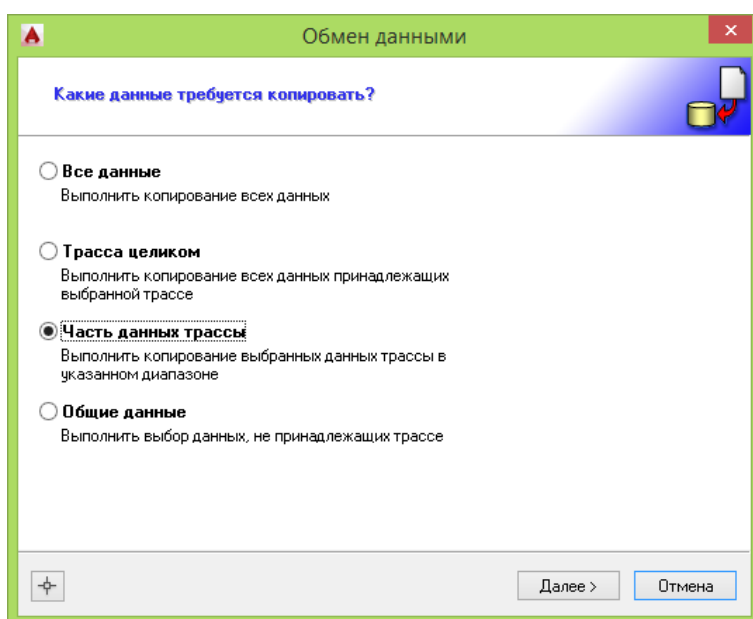 Обмен данными
Какие данные требуется копировать?
Все данные
Выполнить копирование всех данных
Трасса целиком
Выполнить копирование всех данных принадлежащих
выбранной трассе
Часть данных трассы
Выполнить копирование выбранных данных трассы в
указанном диапазоне
Общие данные
Выполнить выбор данных, не принадлежащих трассе
Далее >
Отмена